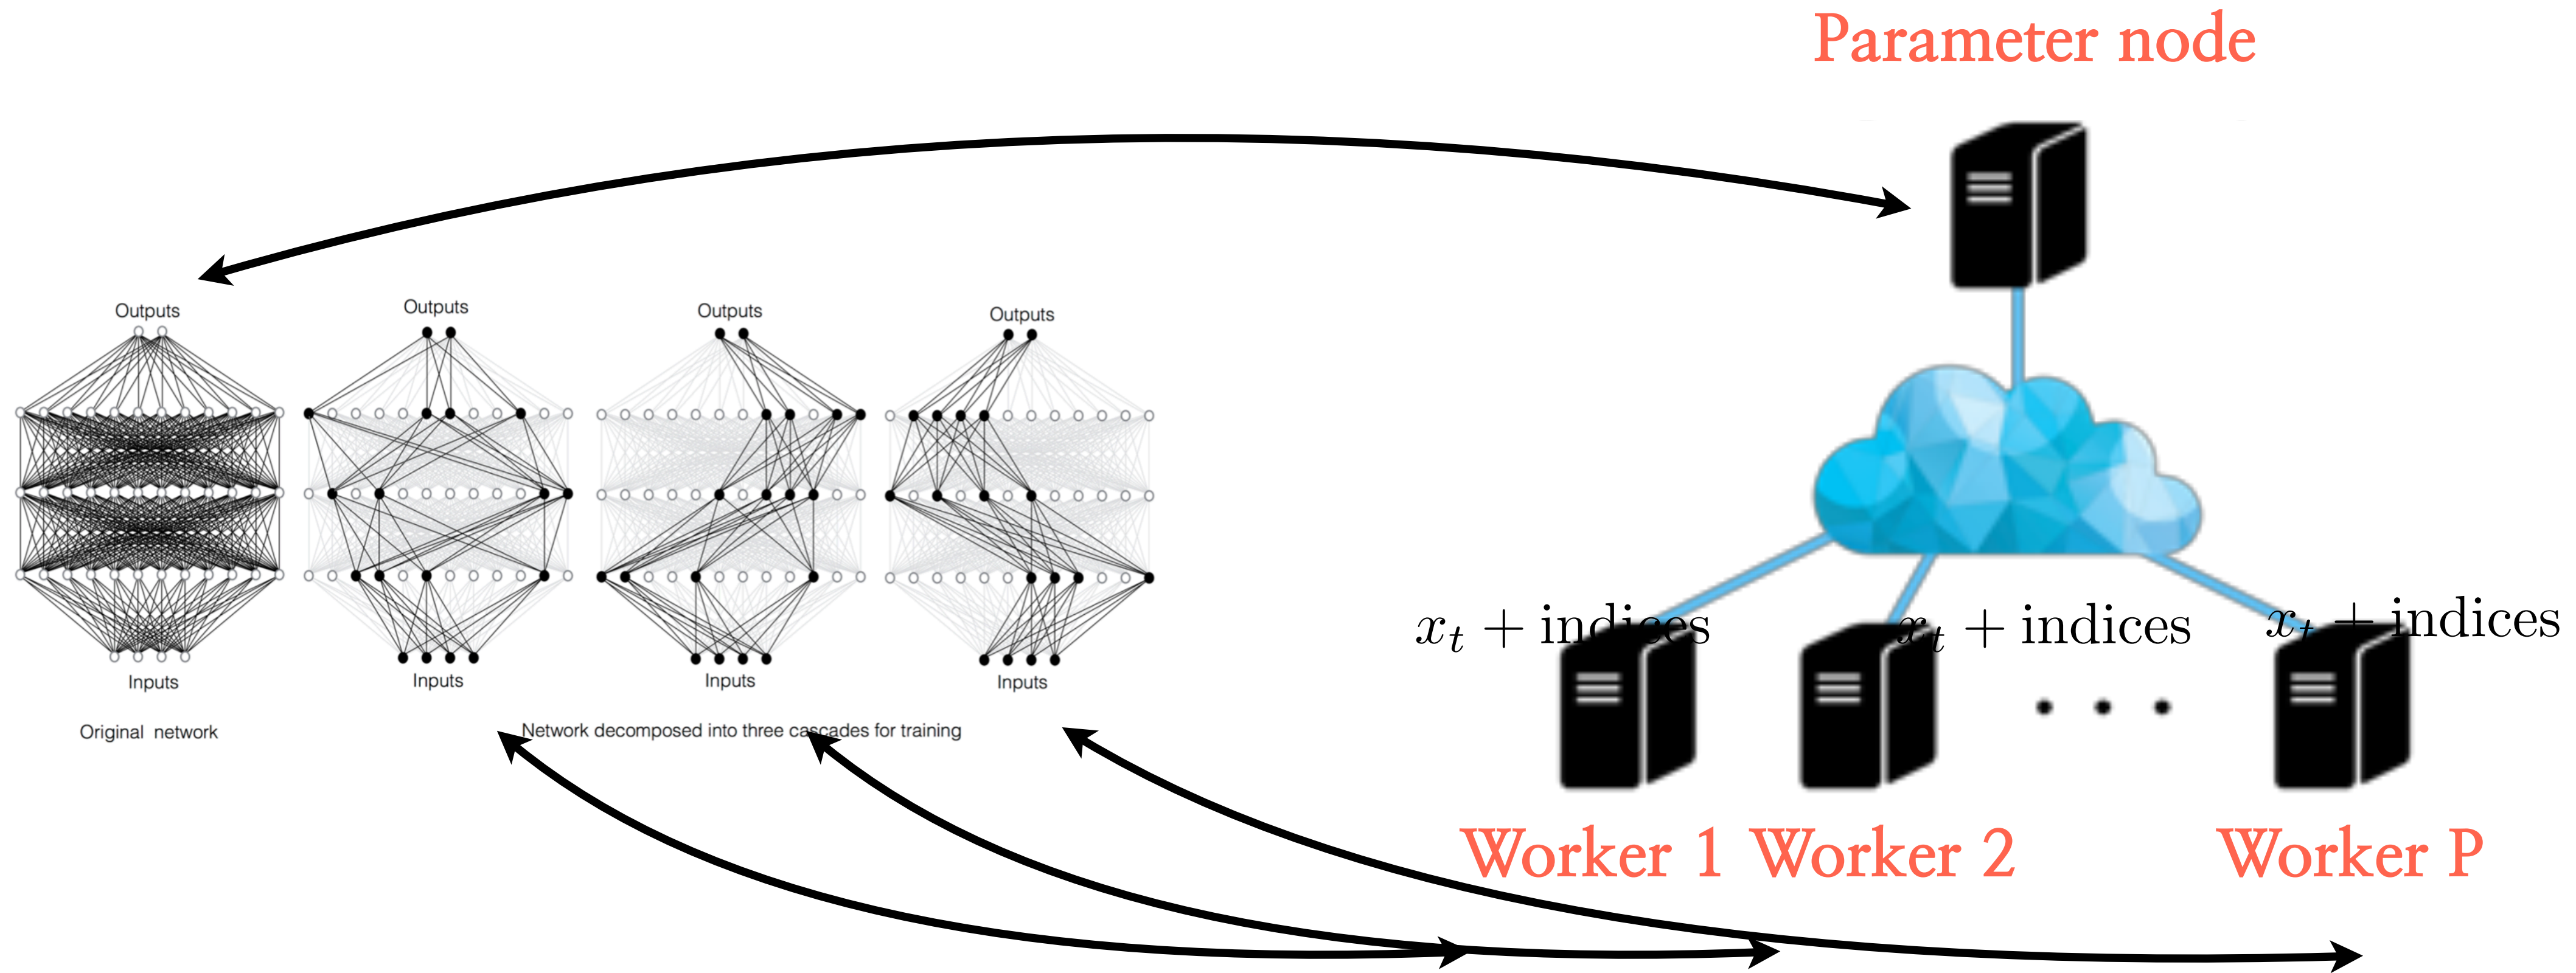 Parameter node
Outputs
Outputs
Outputs
Outputs
Inputs
Inputs
Inputs
Inputs
Original network
Network decomposed into three cascades for training
x_t + indices
x_t + indices
x_t + indices
Worker 1
Worker 2
Worker P